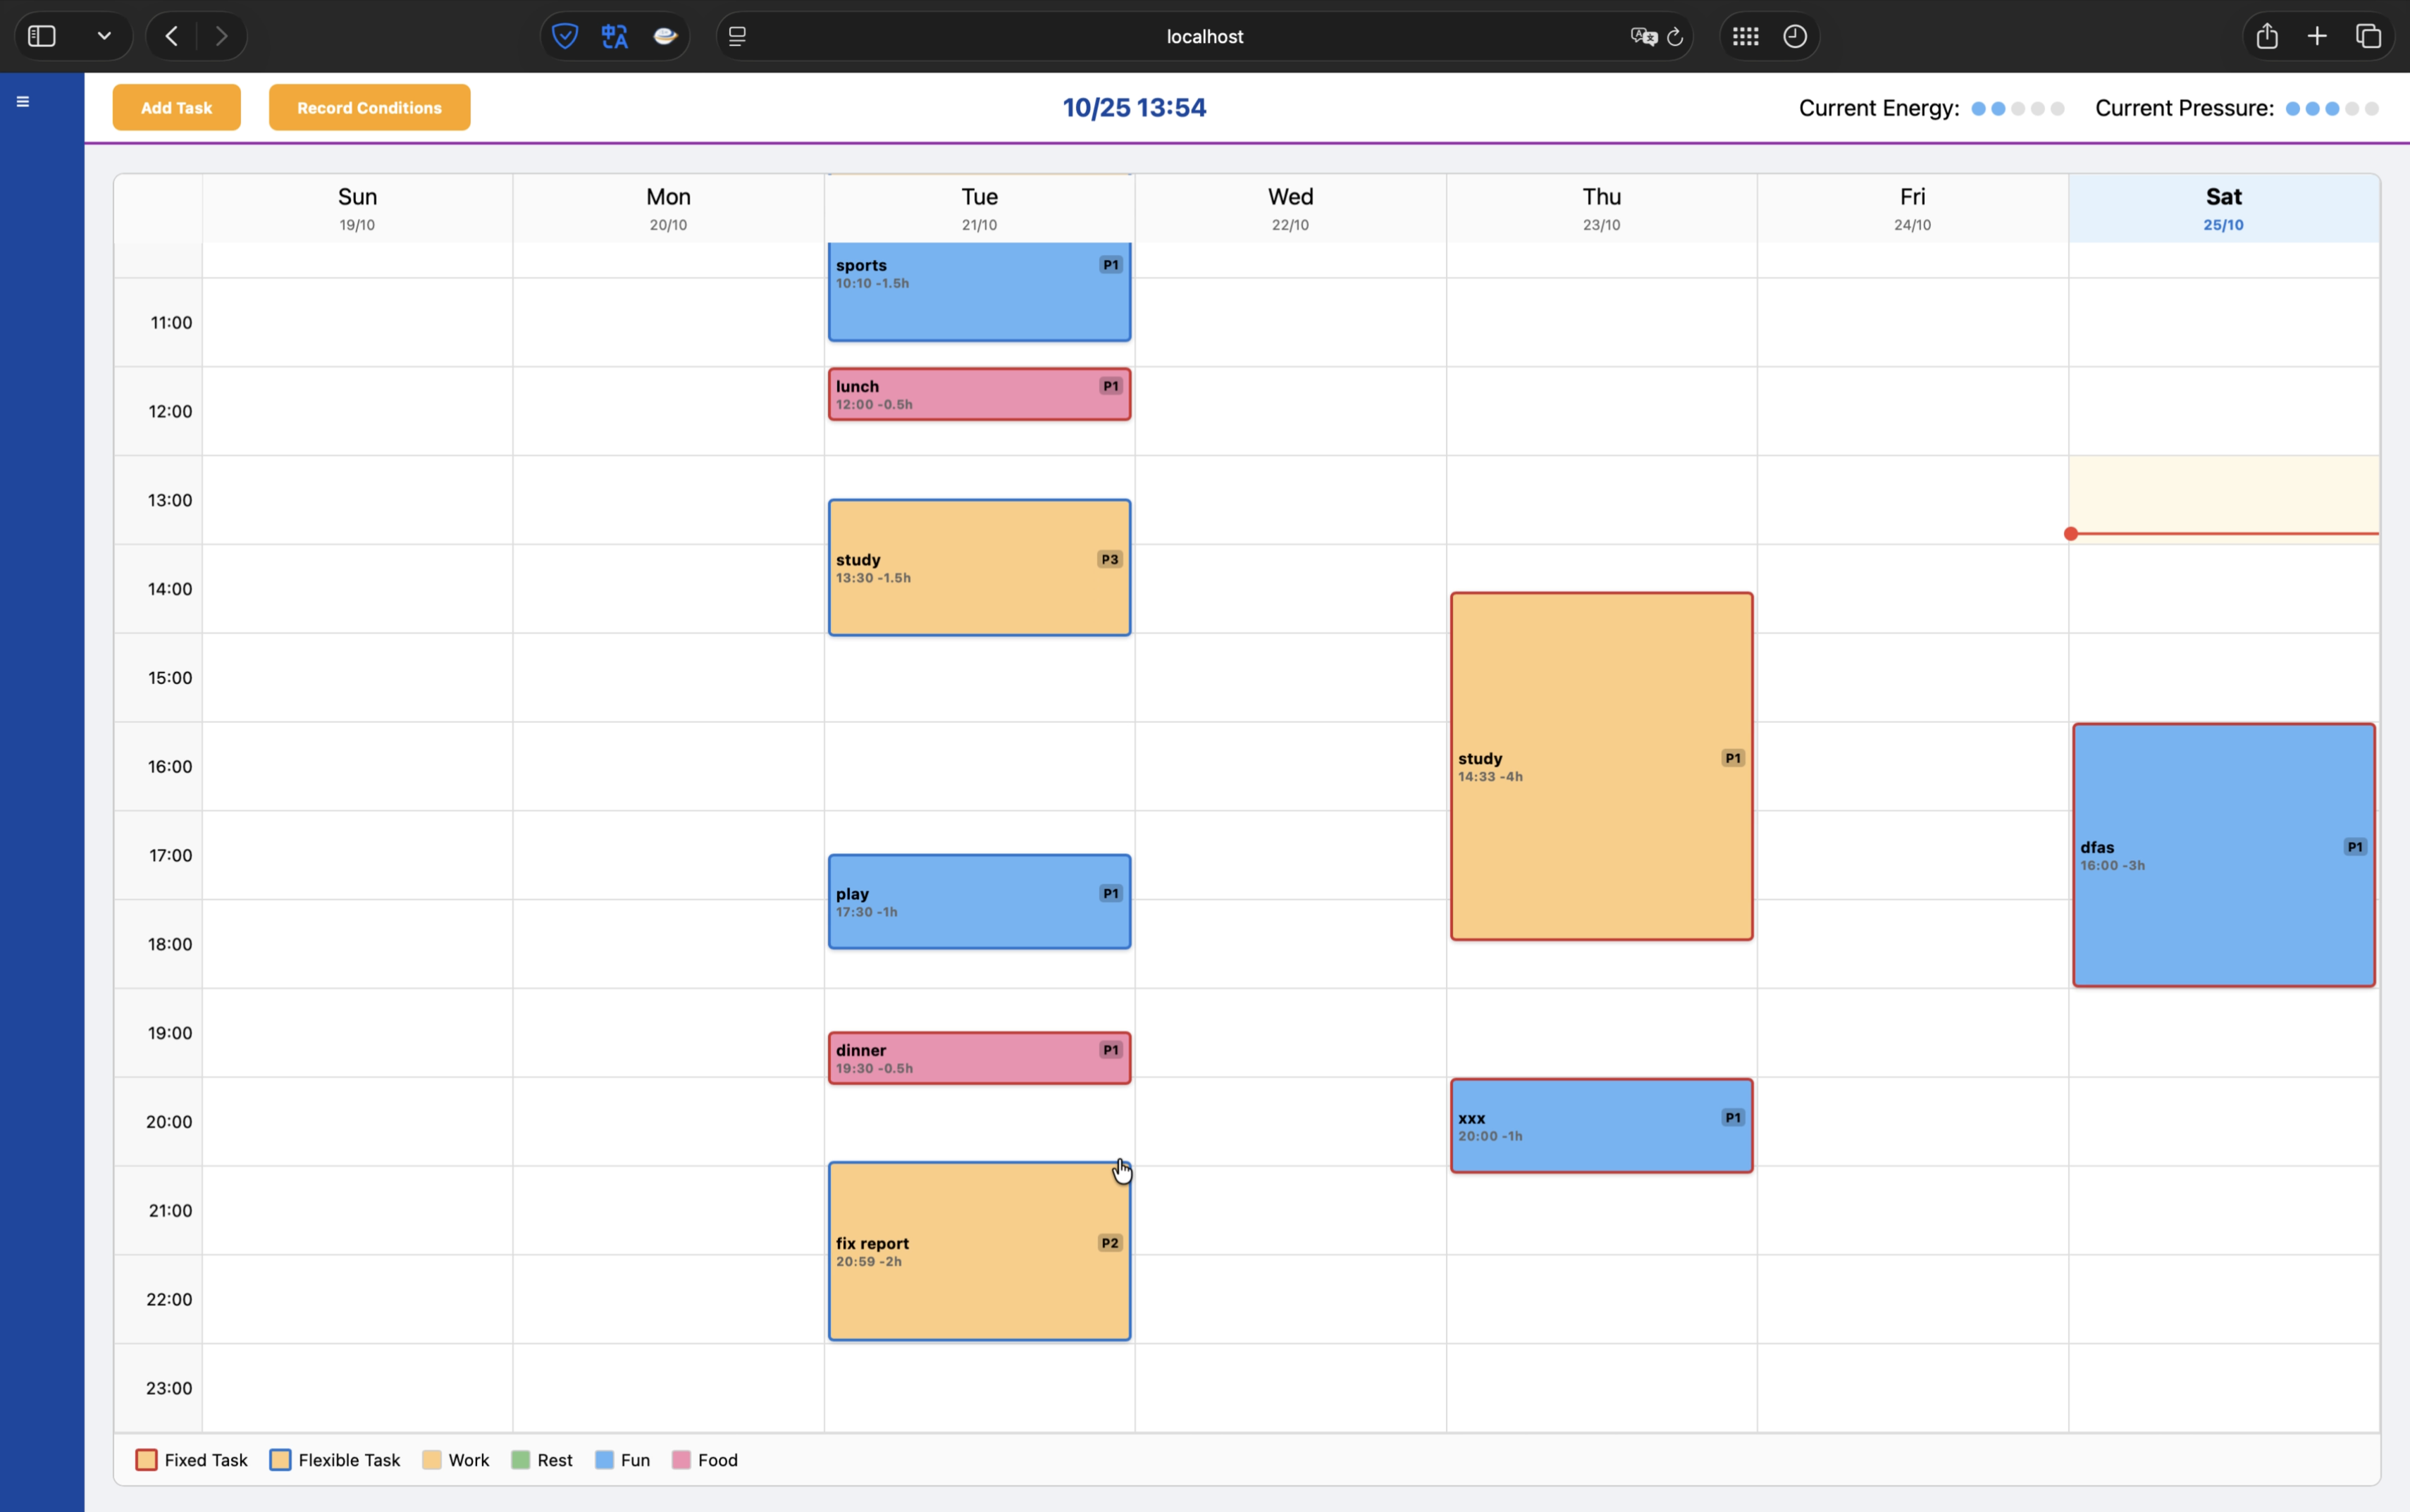 localhost
Add Task
Record Conditions
10/25 13:54
Current Energy:
Current Pressure:
Sun
19/10
Mon
20/10
Tue
21/10
Wed
22/10
Thu
23/10
Fri
24/10
Sat
25/10
sports P1
10:10 -1.5h
11:00
lunch P1
12:00 -0.5h
12:00
13:00
study P3
13:30 -1.5h
14:00
15:00
study P1
14:33 -4h
16:00
dfas P1
16:00 -3h
17:00
play P1
17:30 -1h
18:00
19:00
dinner P1
19:30 -0.5h
20:00
xxx P1
20:00 -1h
21:00
fix report P2
20:59 -2h
22:00
23:00
Fixed Task
Flexible Task
Work
Rest
Fun
Food